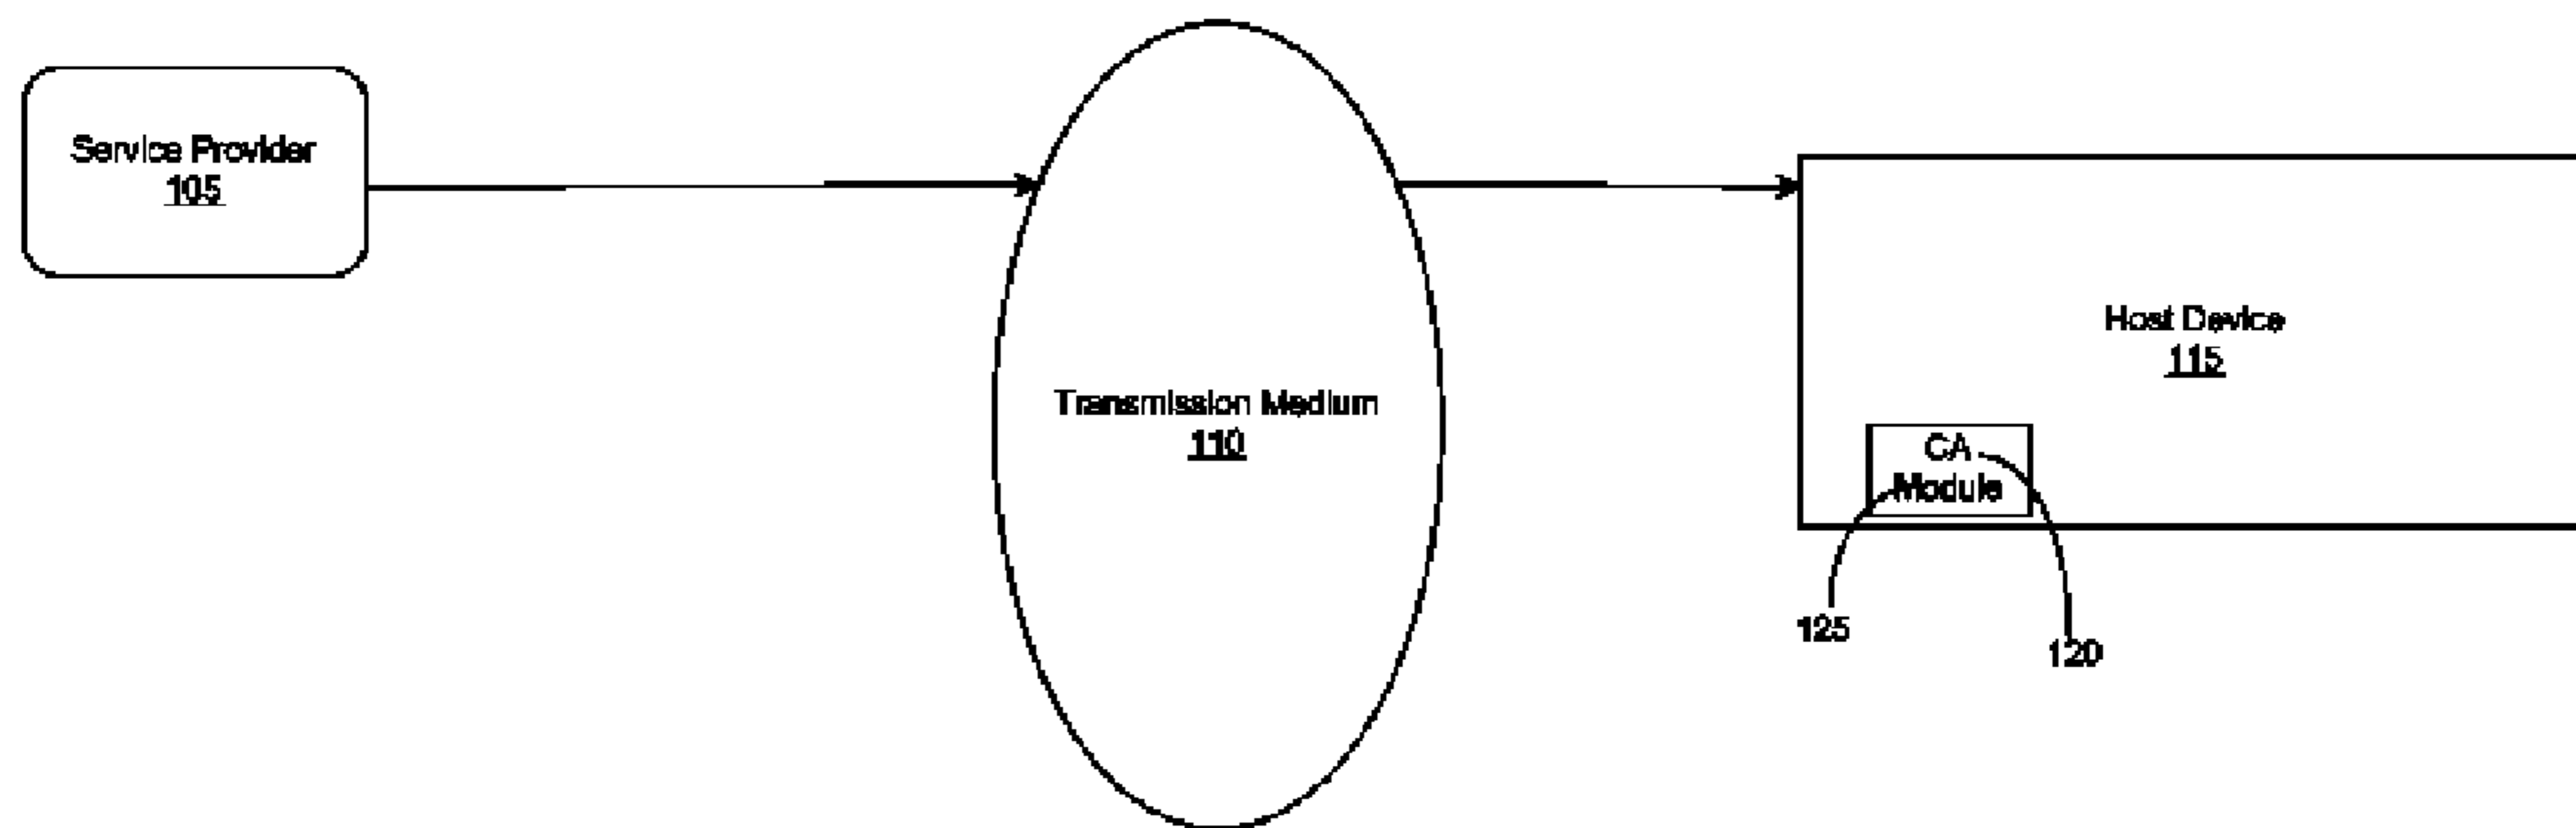 Service Provider
105
Transmission Medium
110
Host Device
115
CA
Module
125
120